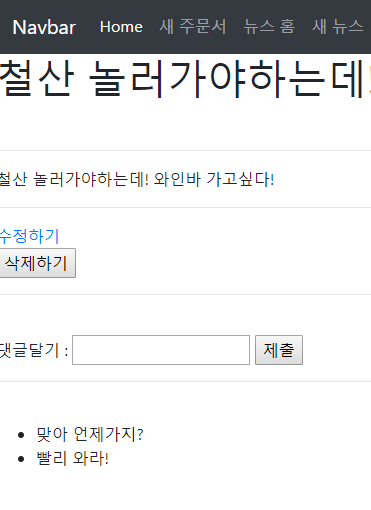 Navbar Home 새 주문서 뉴스 홈 새 뉴스
철산 놀러가야하는데!
철산 놀러가야하는데! 와인바 가고싶다!
수정하기
삭제하기
댓글달기 : 제출
맞아 언제가지?
빨리 와라!